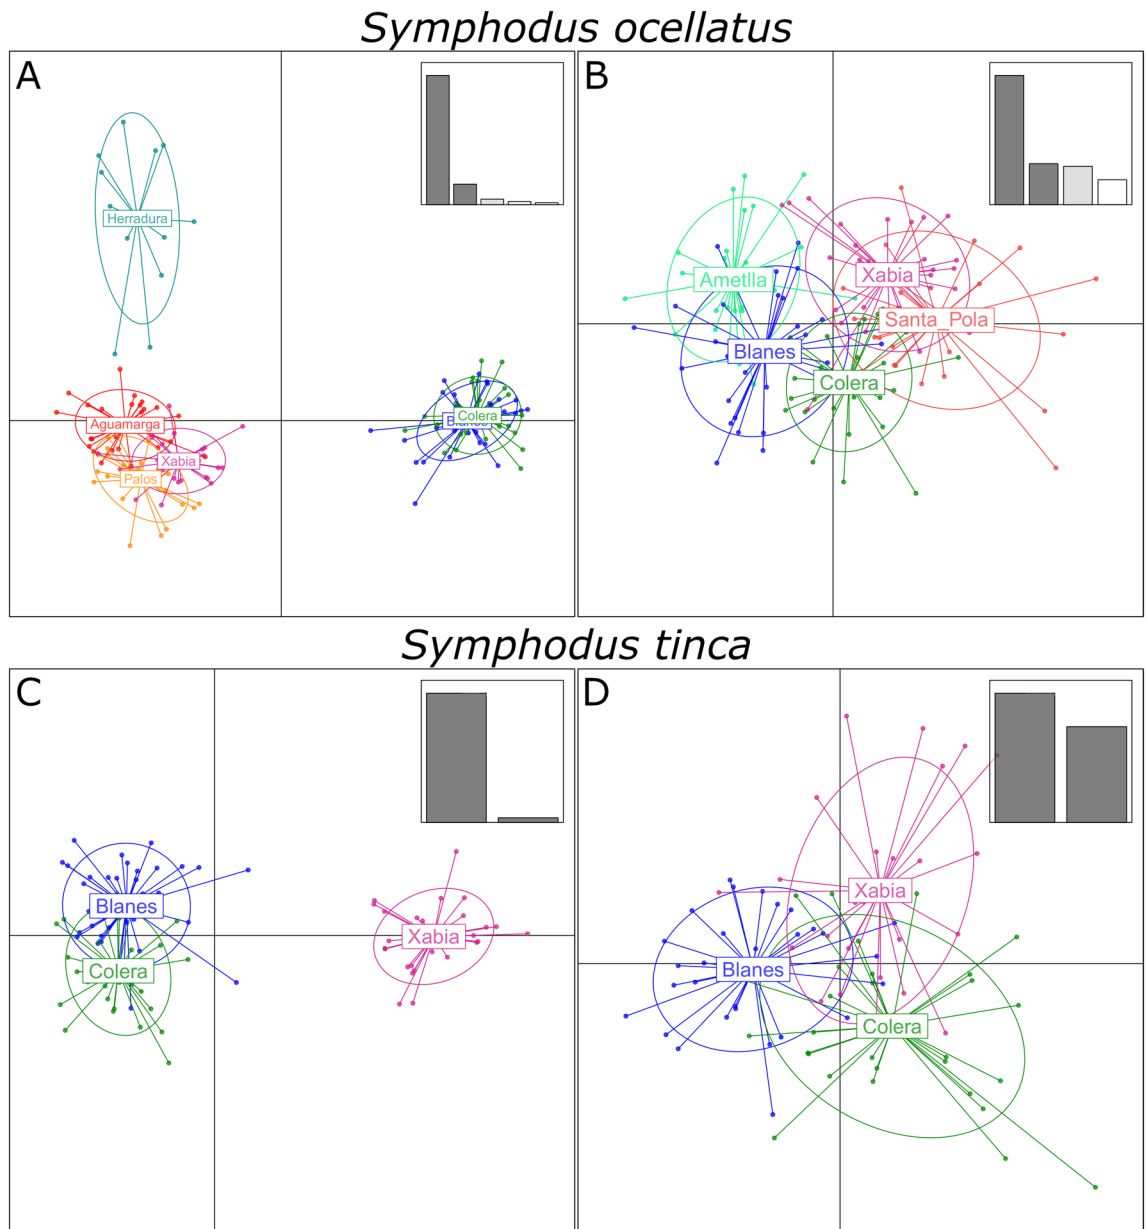 Symphodus ocellatus
A
B
Herradura
Ametlla
Xabia
Santa_Pola
Blanes
Colera
Aguamarga
Xabia
Palos
Blanes
Colera
Symphodus tinca
C
D
Blanes
Colera
Xabia
Xabia
Blanes
Colera